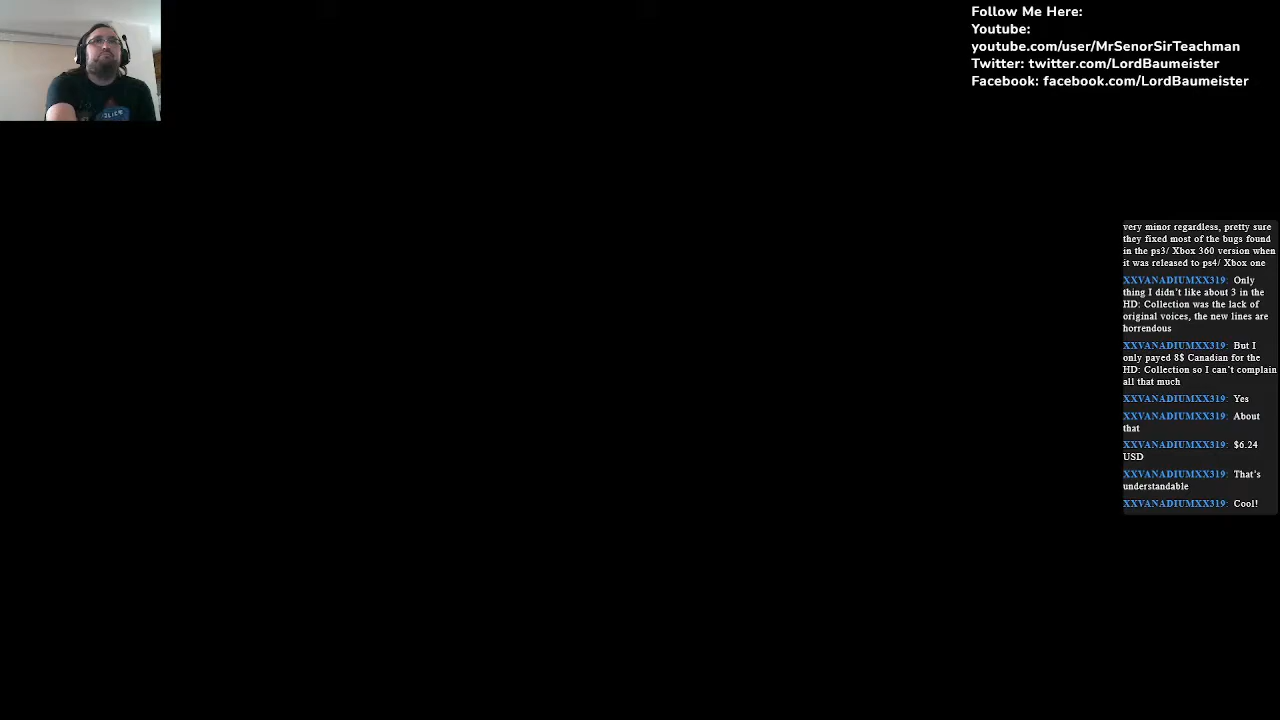 Follow Me Here:
Youtube:
youtube.com/user/MrSenorSirTeachman
Twitter: twitter.com/LordBaumeister
Facebook: facebook.com/LordBaumeister
very minor regardless, pretty sure
they fixed most of the bugs found
in the ps3/ Xbox 360 version when
it was released to ps4/ Xbox one
XXVANADIUMXX319: Only
thing I didn't like about 3 in the
HD: Collection was the lack of
original voices, the new lines are
horrendous
XXVANADIUMXX319: But I
only payed 8$ Canadian for the
HD: Collection so I can't complain
all that much
XXVANADIUMXX319: Yes
XXVANADIUMXX319: About
that
XXVANADIUMXX319: $6.24
USD
XXVANADIUMXX319: That's
understandable
XXVANADIUMXX319: Cool!